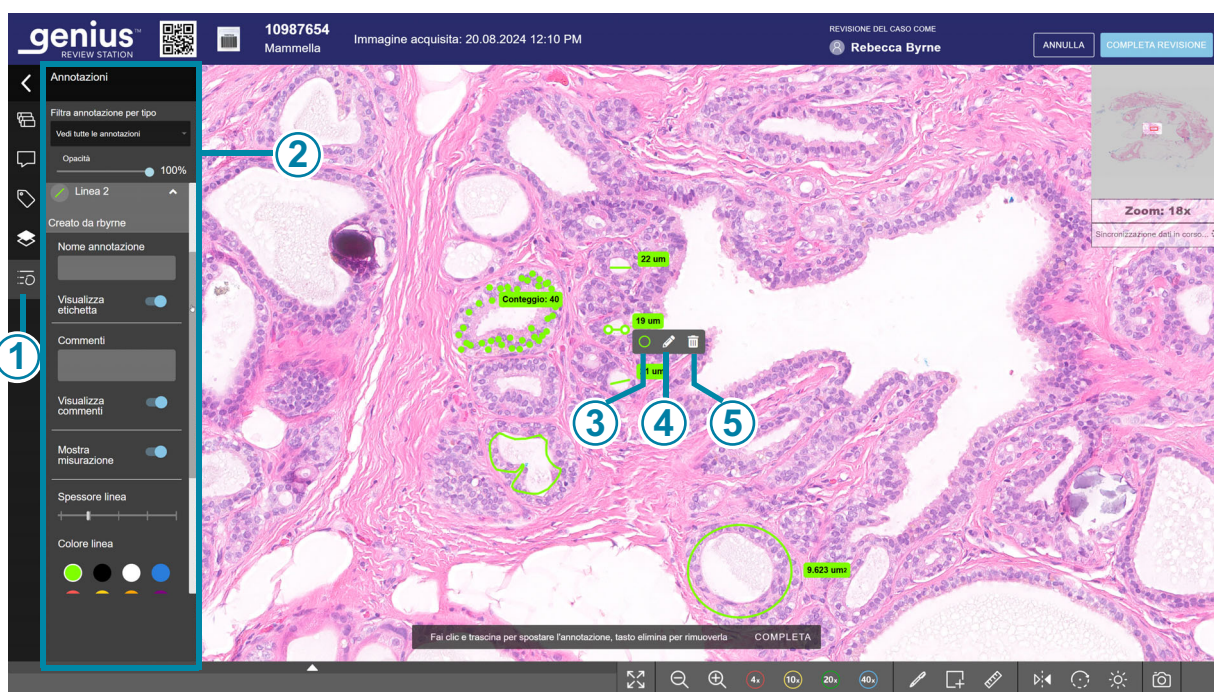 genius™
REVIEW STATION
10987654
Mammella
Immagine acquisita: 20.08.2024 12:10 PM
REVISIONE DEL CASO COME
Rebecca Byrne
ANNULLA
COMPLETA REVISIONE
Annotazioni
Filtra annotazione per tipo
Vedi tutte le annotazioni
Opacità
100%
Linea 2
Creato da rbyrne
Nome annotazione
Visualizza
etichetta
Commenti
Visualizza
commenti
Mostra
misurazione
Spessore linea
Colore linea
1
2
22 um
Conteggio: 40
19 um
1 um
3
4
5
9.623 um²
Zoom: 18x
Sincronizzazione dati in corso...
Fai clic e trascina per spostare l'annotazione, tasto elimina per rimuoverla
COMPLETA
4x
10x
20x
40x